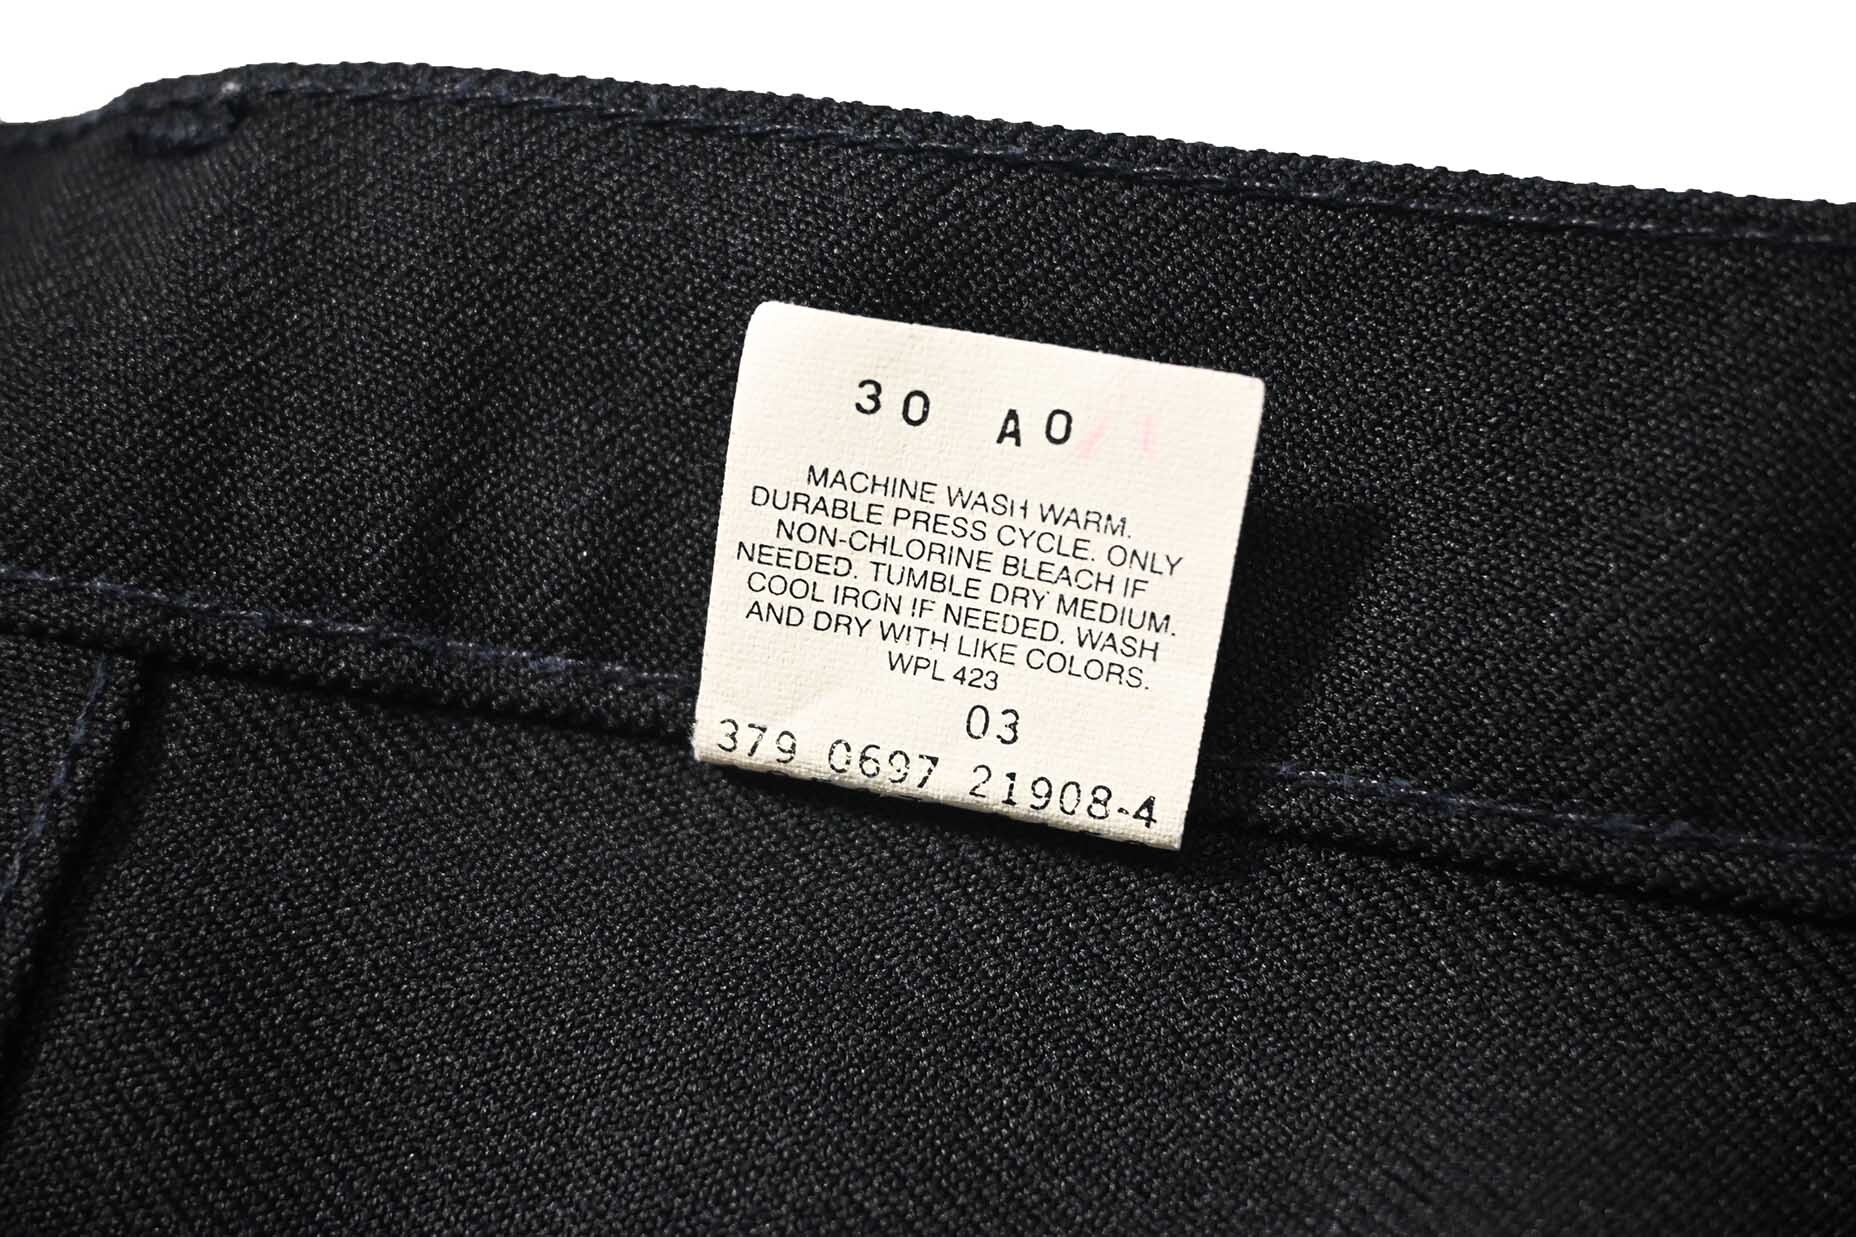 30 A0
MACHINE WASH WARM.
DURABLE PRESS CYCLE. ONLY
NON-CHLORINE BLEACH IF
NEEDED. TUMBLE DRY MEDIUM.
COOL IRON IF NEEDED. WASH
AND DRY WITH LIKE COLORS.
WPL 423
03
379 0697 21908-4